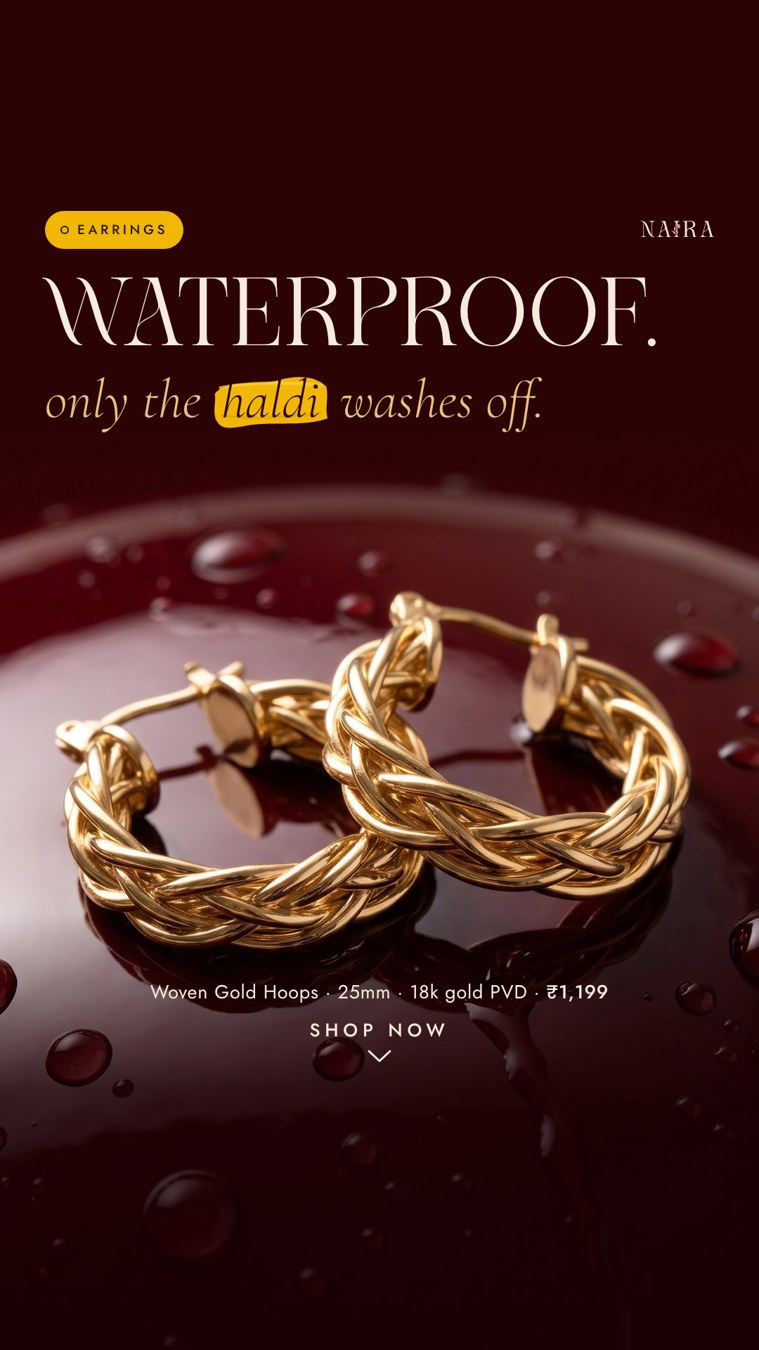 EARRINGS
NAIRA
WATERPROOF.
only the haldi washes off.
Woven Gold Hoops · 25mm · 18k gold PVD · ₹1,199
SHOP NOW